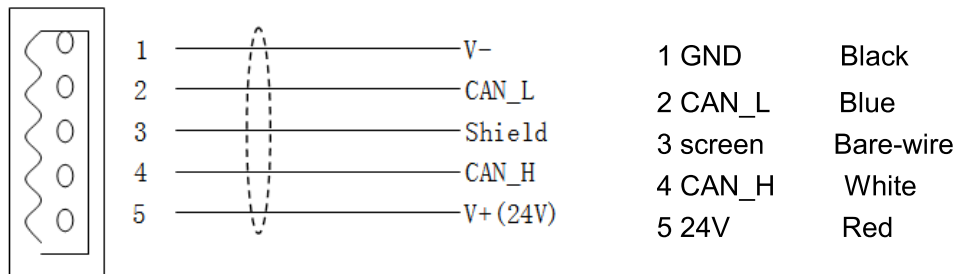 1 V- 1 GND Black
2 CAN_L 2 CAN_L Blue
3 Shield 3 screen Bare-wire
4 CAN_H 4 CAN_H White
5 V+(24V) 5 24V Red